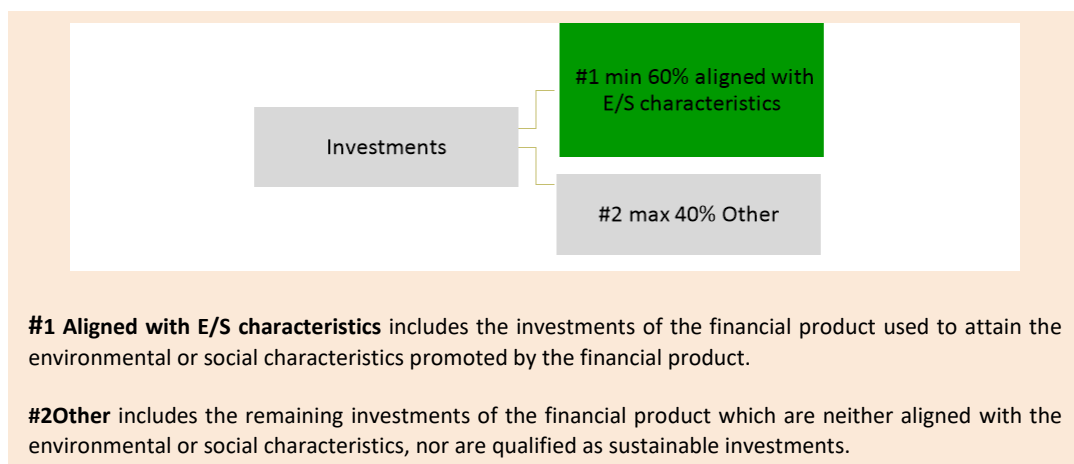 #1 min 60% aligned with
E/S characteristics
Investments
#2 max 40% Other
#1 Aligned with E/S characteristics includes the investments of the financial product used to attain the
environmental or social characteristics promoted by the financial product.
#2Other includes the remaining investments of the financial product which are neither aligned with the
environmental or social characteristics, nor are qualified as sustainable investments.